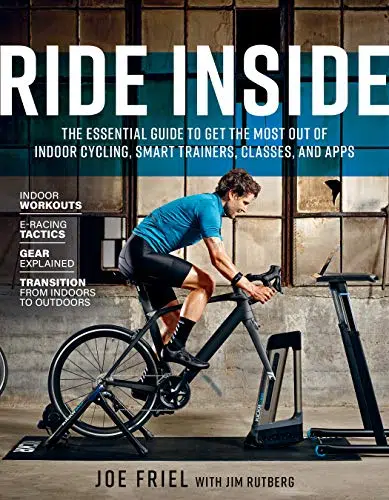 RIDE INSIDE
THE ESSENTIAL GUIDE TO GET THE MOST OUT OF
INDOOR CYCLING, SMART TRAINERS, CLASSES, AND APPS
INDOOR
WORKOUTS
E-RACING
TACTICS
GEAR
EXPLAINED
TRANSITION
FROM INDOORS
TO OUTDOORS
JOE FRIEL WITH JIM RUTBERG